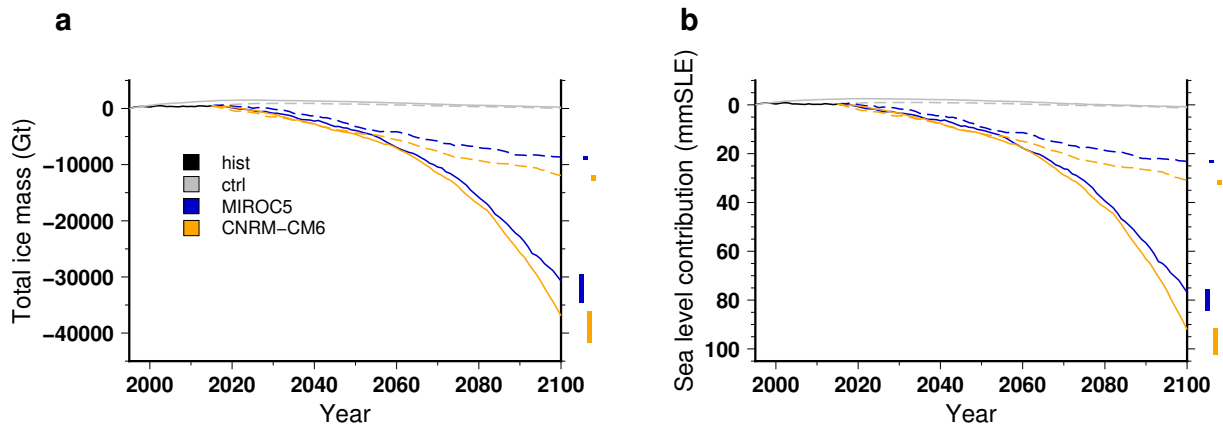 a
Total ice mass (Gt)
0
−10000
−20000
−30000
−40000
hist
ctrl
MIROC5
CNRM−CM6
2000 2020 2040 2060 2080 2100
Year
b
Sea level contribution (mmSLE)
0
20
40
60
80
100
2000 2020 2040 2060 2080 2100
Year